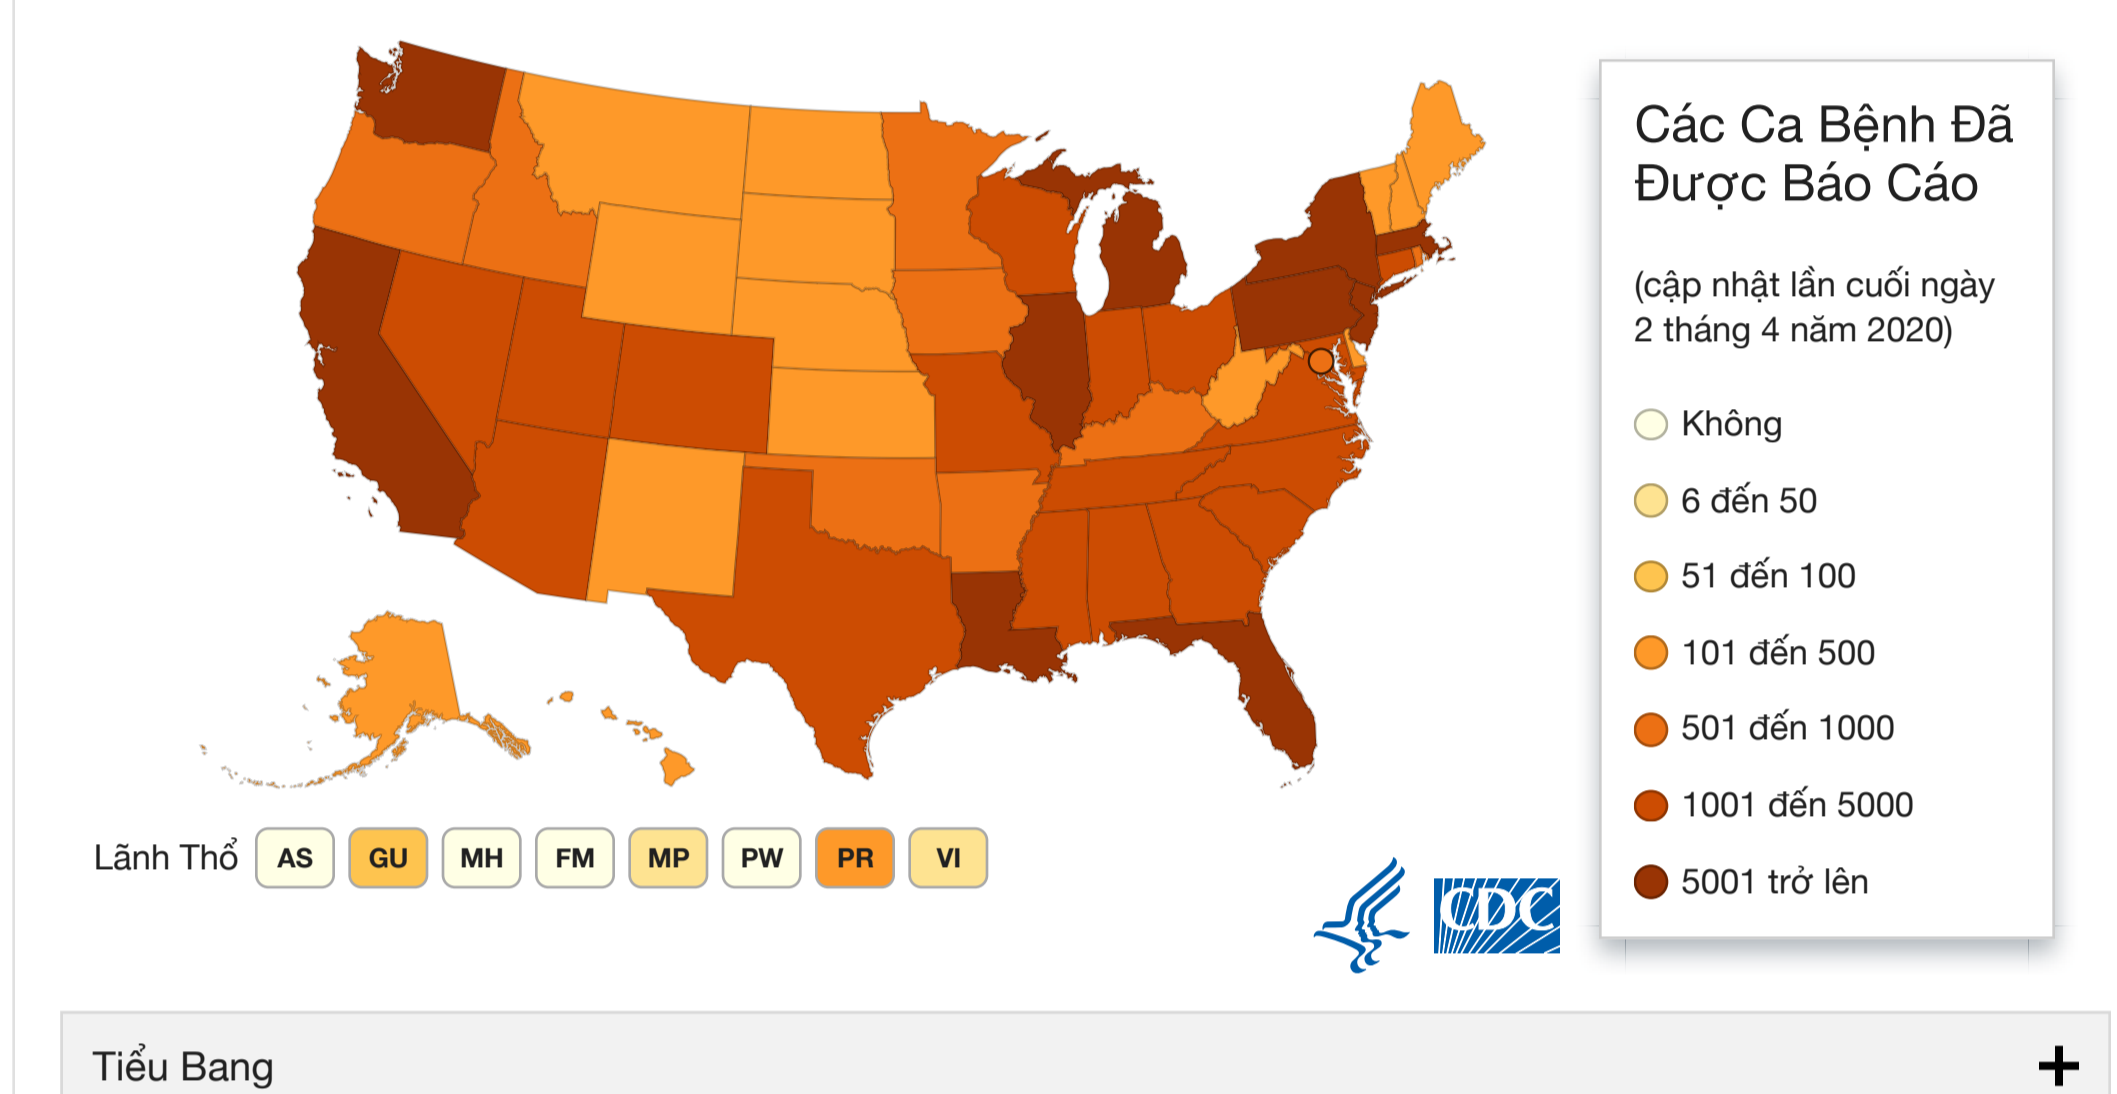 Các Ca Bệnh Đã
Được Báo Cáo
(cập nhật lần cuối ngày
2 tháng 4 năm 2020)
Không
6 đến 50
51 đến 100
101 đến 500
501 đến 1000
1001 đến 5000
5001 trở lên
Lãnh Thổ AS GU MH FM MP PW PR VI
CDC
Tiểu Bang +